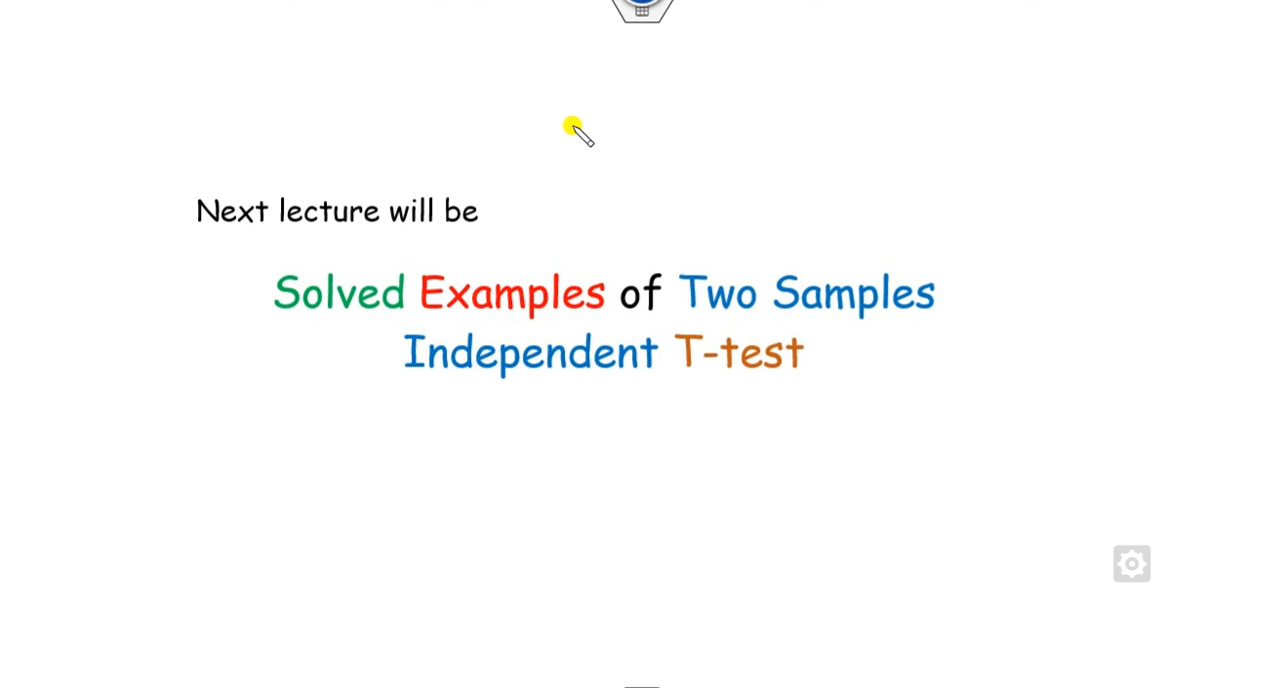 Next lecture will be
Solved Examples of Two Samples
Independent T-test